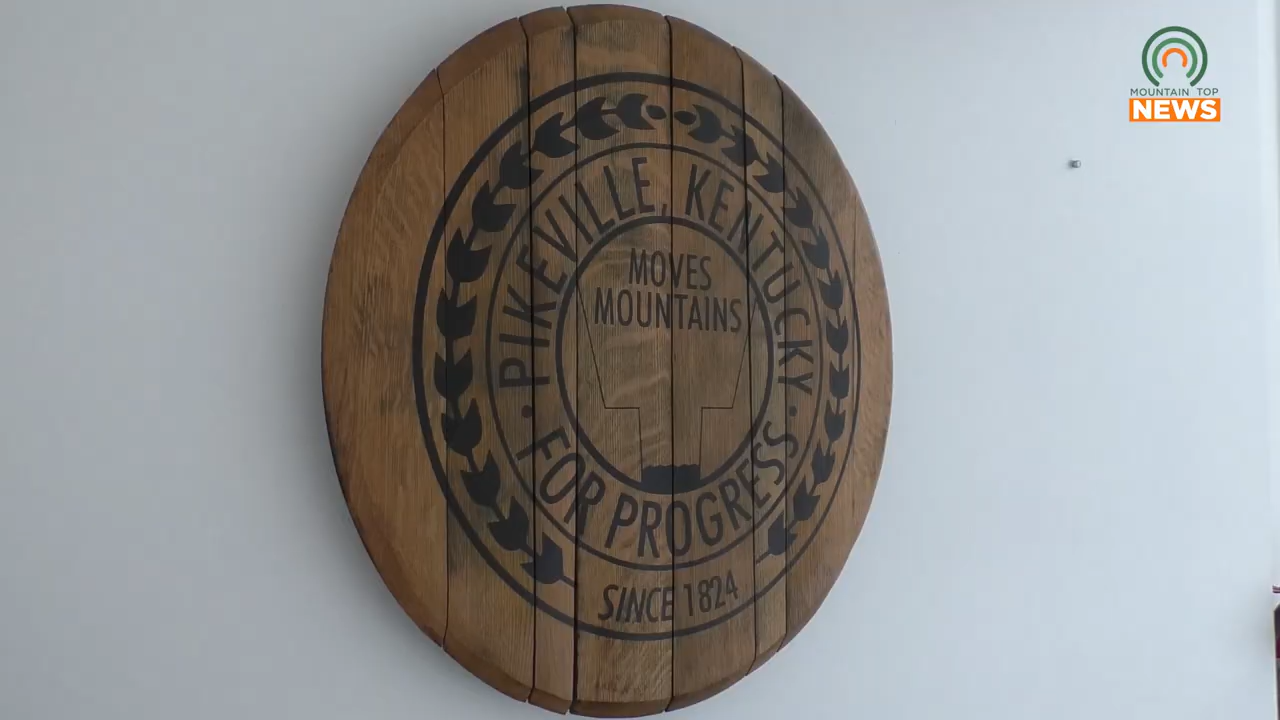 MOUNTAIN TOP
NEWS
PIKEVILLE, KENTUCKY
MOVES
MOUNTAINS
• FOR PROGRESS •
SINCE 1824